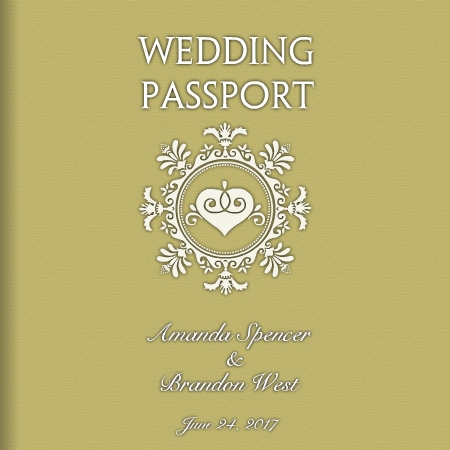 WEDDING
PASSPORT
Amanda Spencer
&
Brandon West
June 24, 2017